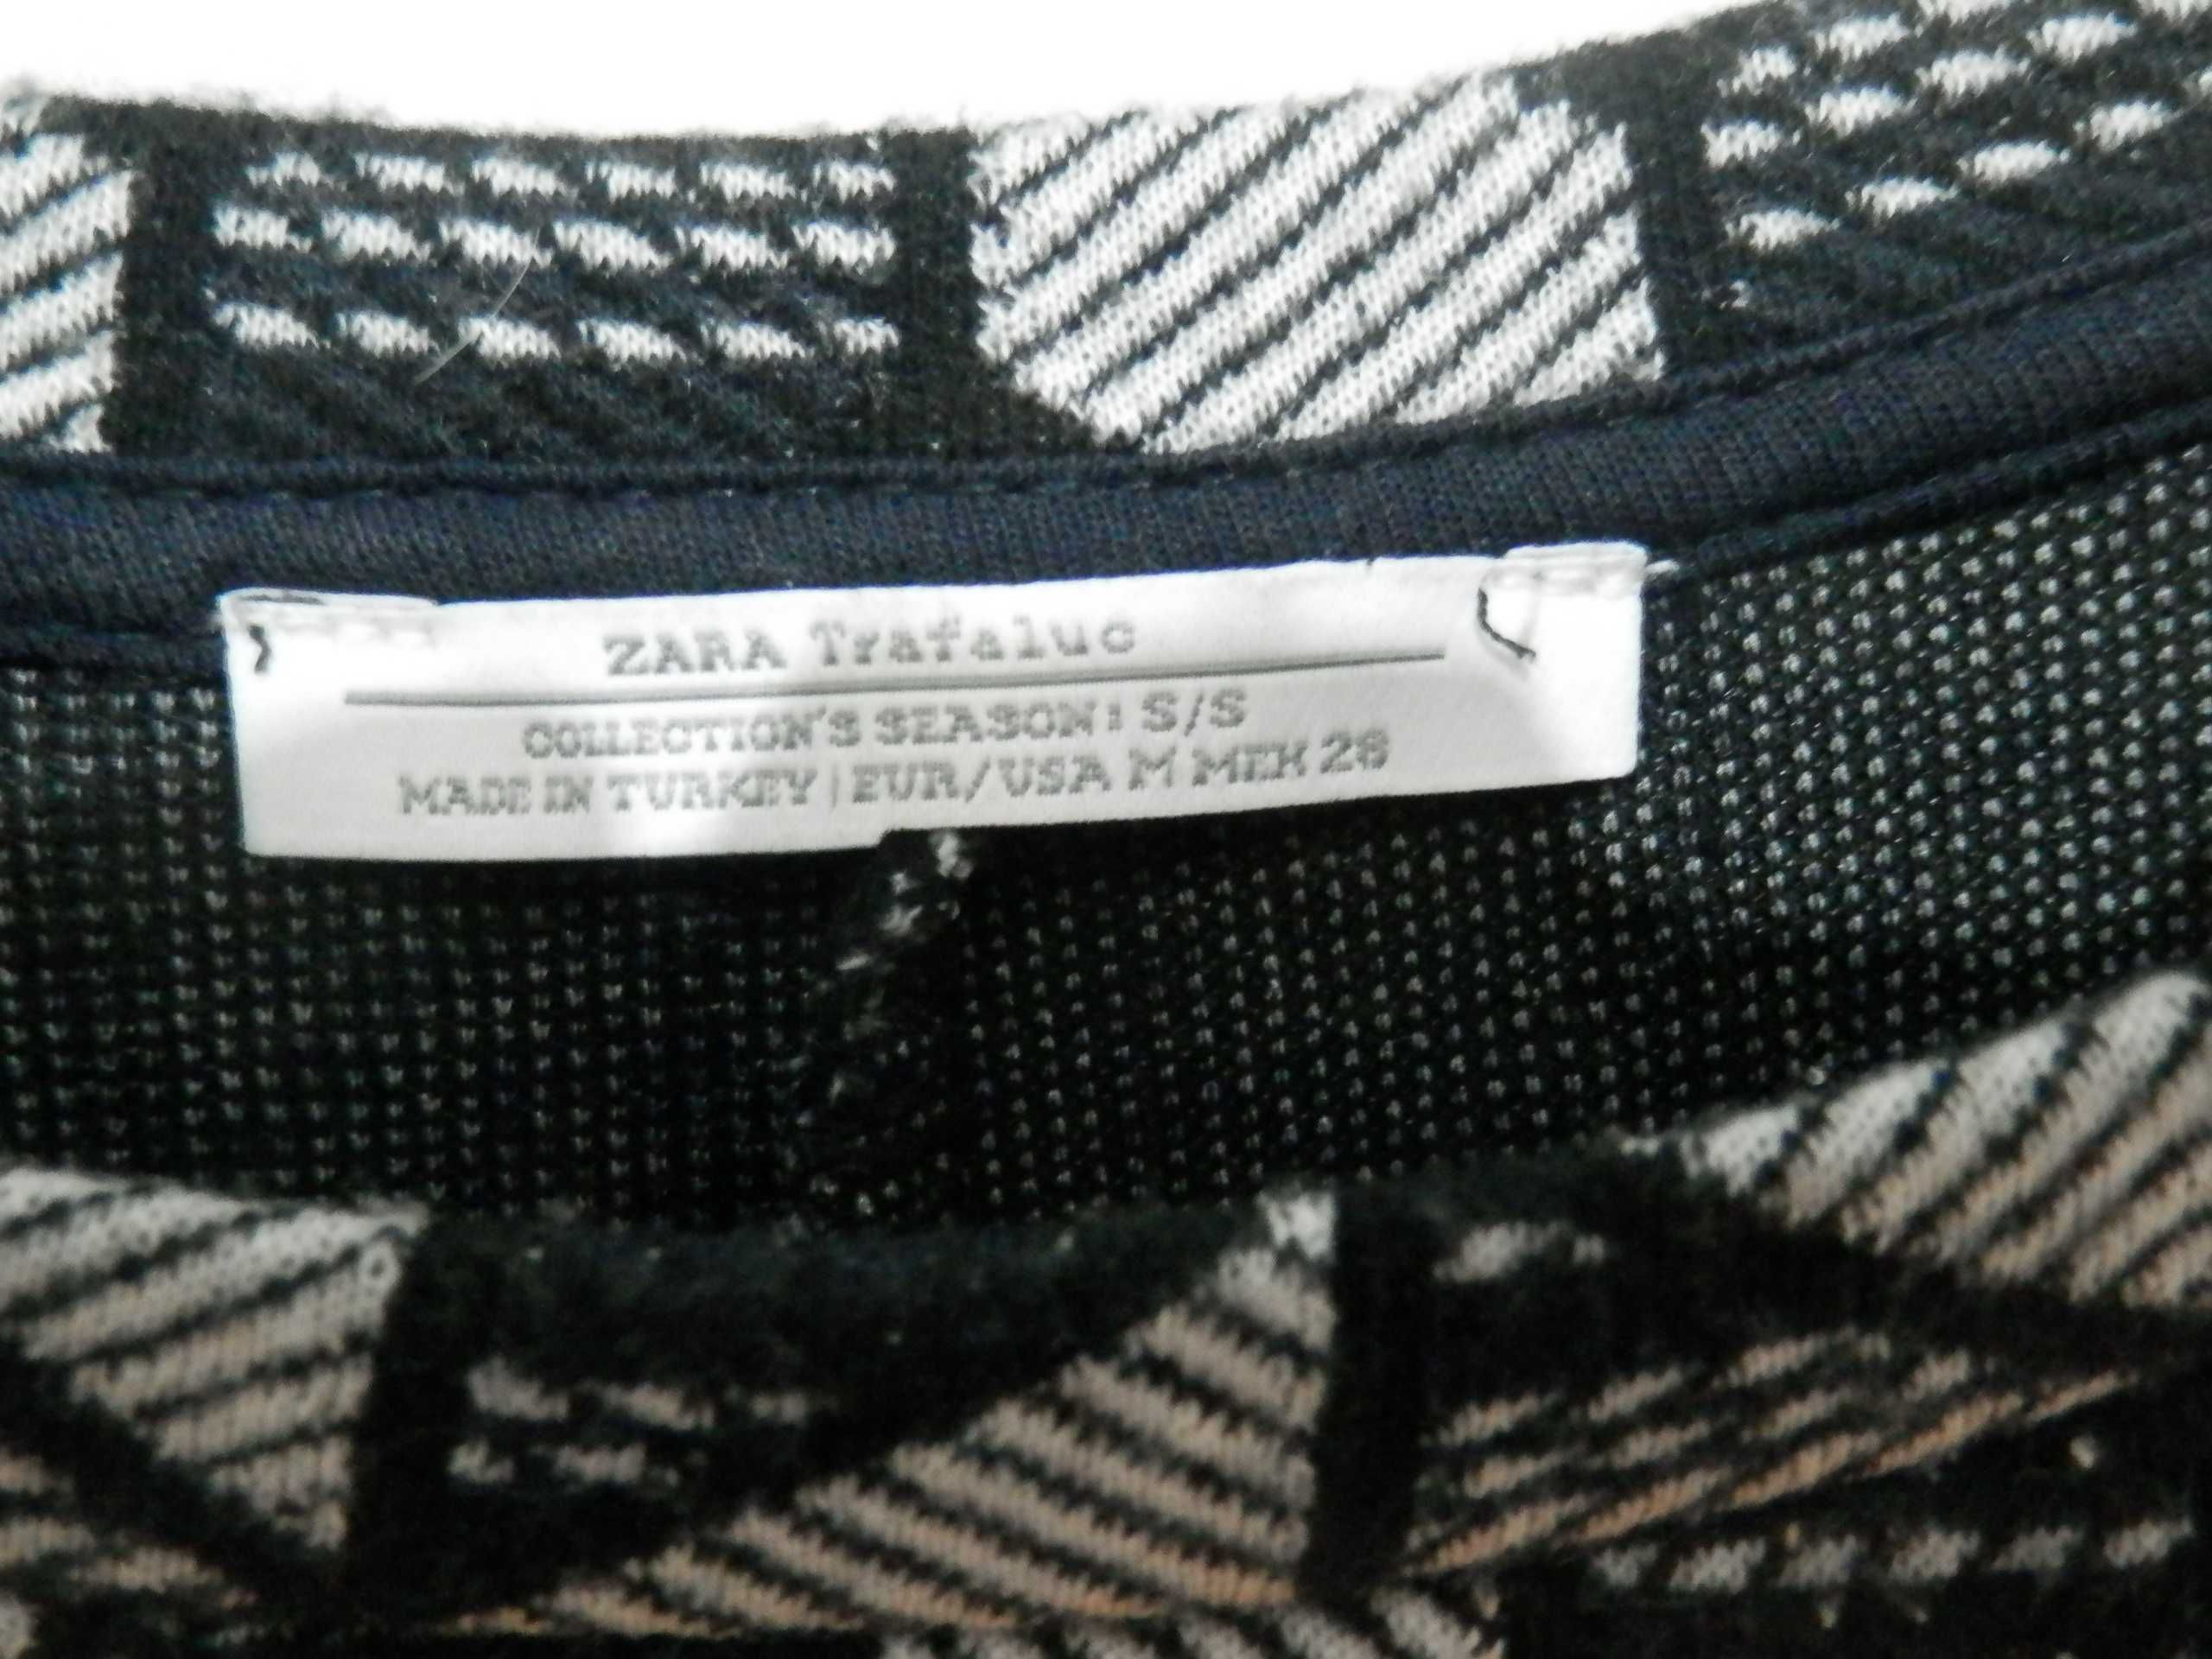 ZARA Trafaluc
COLLECTION'S SEASON: S/S
MADE IN TURKEY | EUR/USA M MEX 28